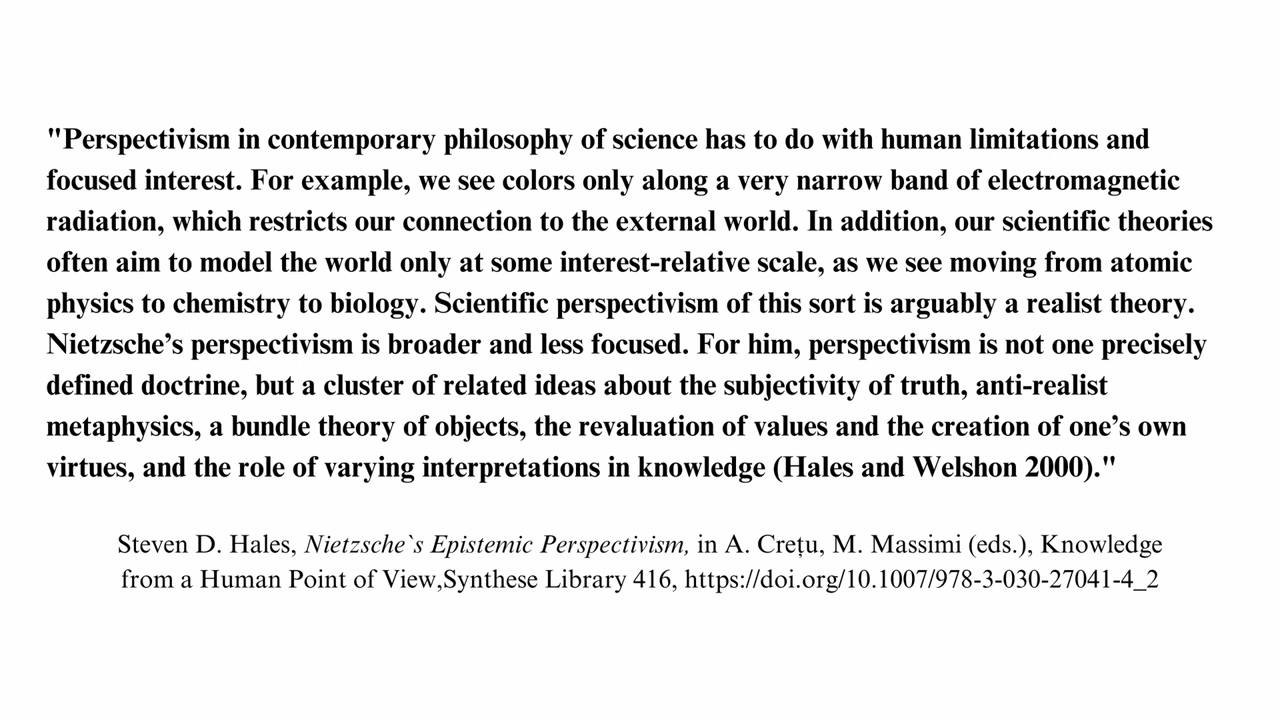 "Perspectivism in contemporary philosophy of science has to do with human limitations and
focused interest. For example, we see colors only along a very narrow band of electromagnetic
radiation, which restricts our connection to the external world. In addition, our scientific theories
often aim to model the world only at some interest-relative scale, as we see moving from atomic
physics to chemistry to biology. Scientific perspectivism of this sort is arguably a realist theory.
Nietzsche’s perspectivism is broader and less focused. For him, perspectivism is not one precisely
defined doctrine, but a cluster of related ideas about the subjectivity of truth, anti-realist
metaphysics, a bundle theory of objects, the revaluation of values and the creation of one’s own
virtues, and the role of varying interpretations in knowledge (Hales and Welshon 2000)."
Steven D. Hales, Nietzsche`s Epistemic Perspectivism, in A. Crețu, M. Massimi (eds.), Knowledge
from a Human Point of View,Synthese Library 416, https://doi.org/10.1007/978-3-030-27041-4_2